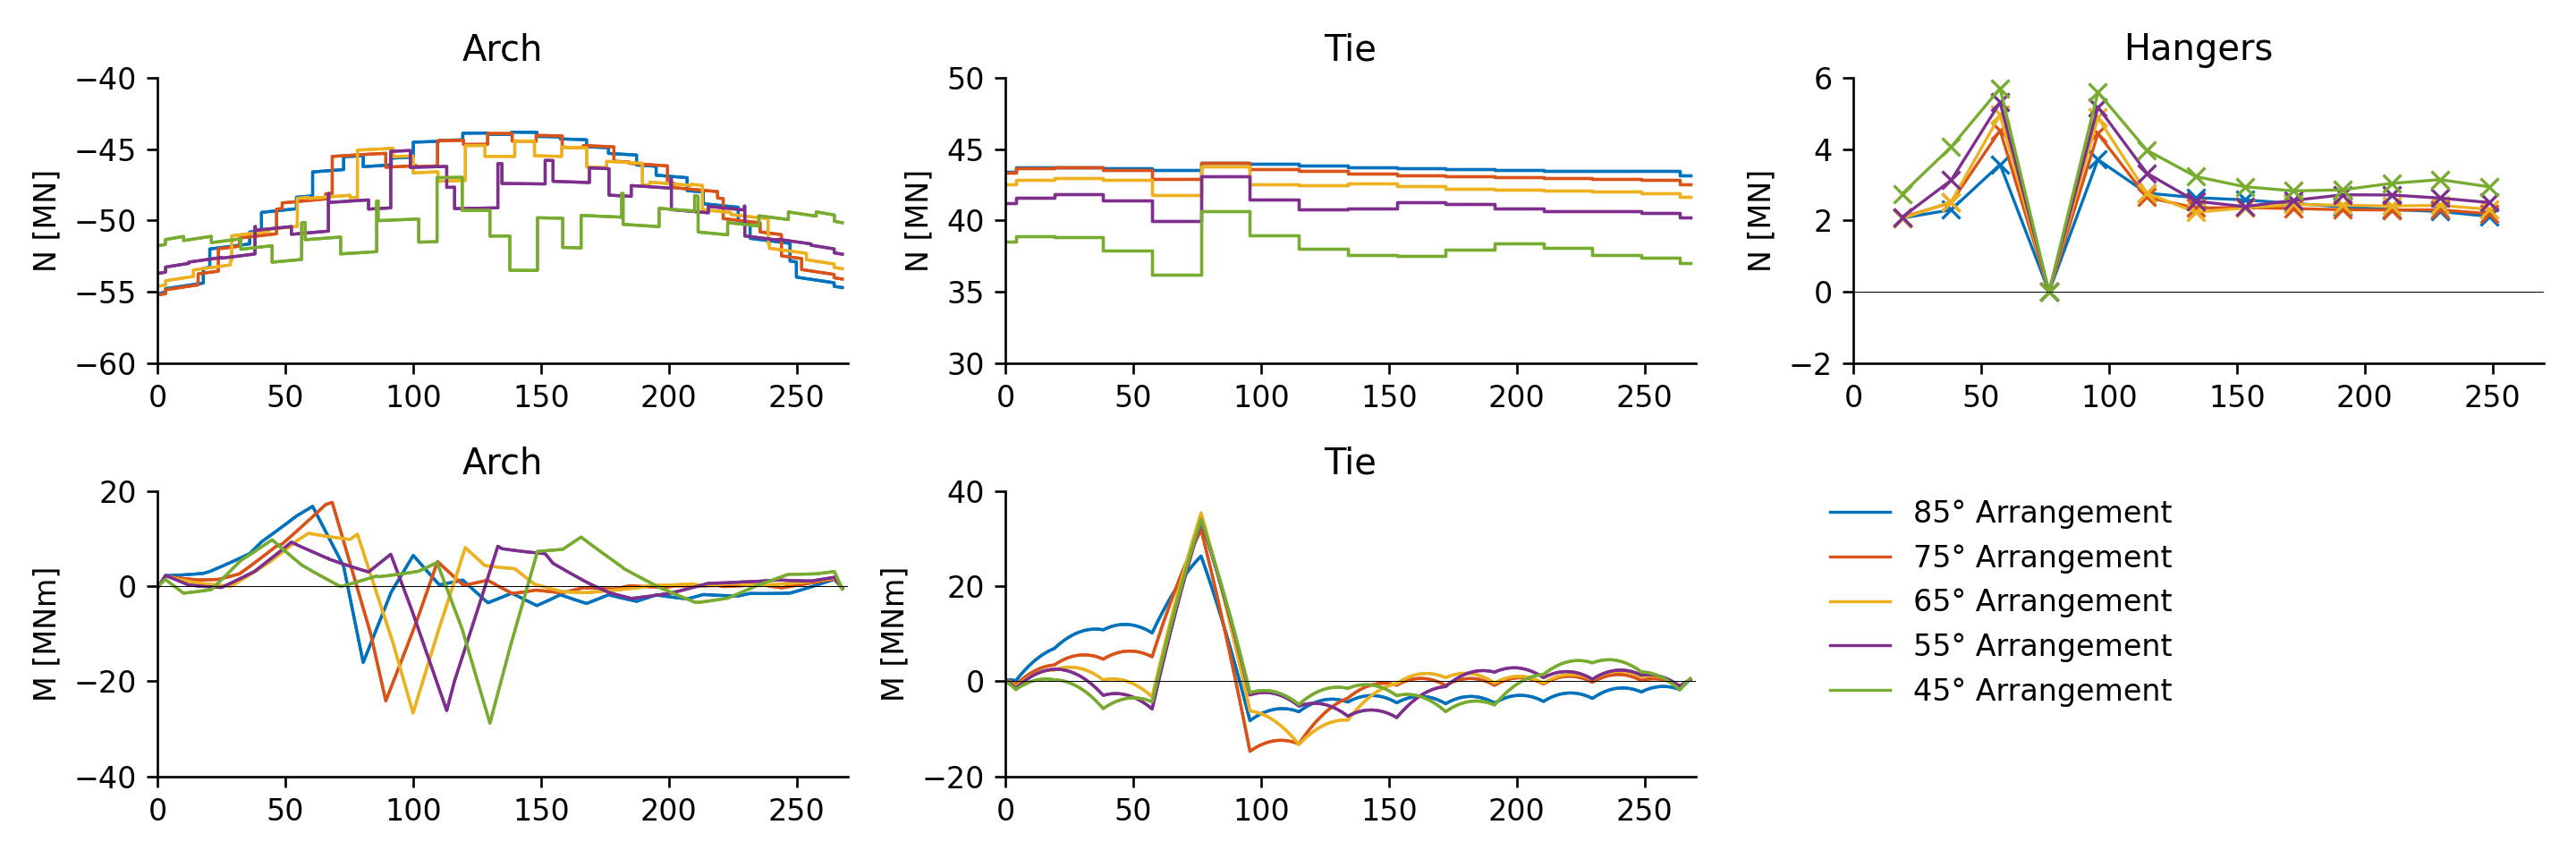 Arch
N [MN]
−40
−45
−50
−55
−60
0 50 100 150 200 250
Tie
N [MN]
50
45
40
35
30
0 50 100 150 200 250
Hangers
N [MN]
6
4
2
0
−2
0 50 100 150 200 250
Arch
M [MNm]
20
0
−20
−40
0 50 100 150 200 250
Tie
M [MNm]
40
20
0
−20
0 50 100 150 200 250
85° Arrangement
75° Arrangement
65° Arrangement
55° Arrangement
45° Arrangement